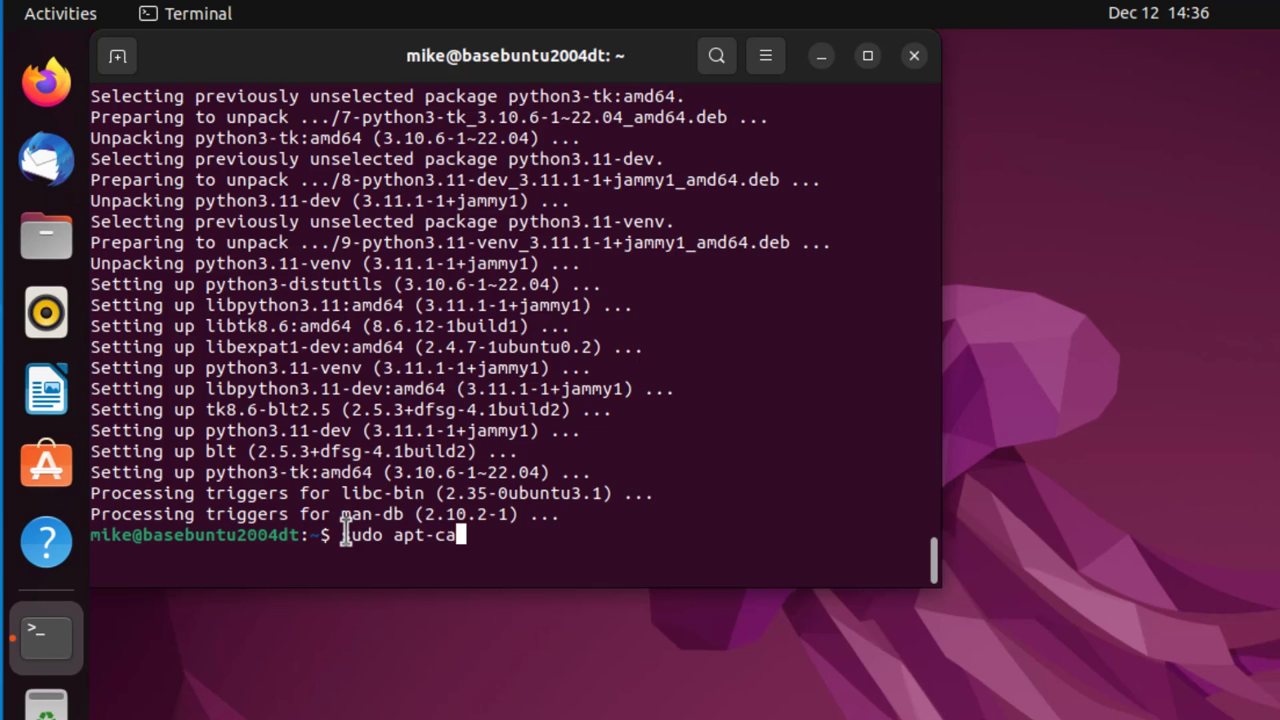 Activities
Terminal
Dec 12 14:36
mike@basebuntu2004dt: ~
Selecting previously unselected package python3-tk:amd64.
Preparing to unpack .../7-python3-tk_3.10.6-1~22.04_amd64.deb ...
Unpacking python3-tk:amd64 (3.10.6-1~22.04) ...
Selecting previously unselected package python3.11-dev.
Preparing to unpack .../8-python3.11-dev_3.11.1-1+jammy1_amd64.deb ...
Unpacking python3.11-dev (3.11.1-1+jammy1) ...
Selecting previously unselected package python3.11-venv.
Preparing to unpack .../9-python3.11-venv_3.11.1-1+jammy1_amd64.deb ...
Unpacking python3.11-venv (3.11.1-1+jammy1) ...
Setting up python3-distutils (3.10.6-1~22.04) ...
Setting up libpython3.11:amd64 (3.11.1-1+jammy1) ...
Setting up libtk8.6:amd64 (8.6.12-1build1) ...
Setting up libexpat1-dev:amd64 (2.4.7-1ubuntu0.2) ...
Setting up python3.11-venv (3.11.1-1+jammy1) ...
Setting up libpython3.11-dev:amd64 (3.11.1-1+jammy1) ...
Setting up tk8.6-blt2.5 (2.5.3+dfsg-4.1build2) ...
Setting up python3.11-dev (3.11.1-1+jammy1) ...
Setting up blt (2.5.3+dfsg-4.1build2) ...
Setting up python3-tk:amd64 (3.10.6-1~22.04) ...
Processing triggers for libc-bin (2.35-0ubuntu3.1) ...
Processing triggers for man-db (2.10.2-1) ...
mike@basebuntu2004dt:~$ sudo apt-ca